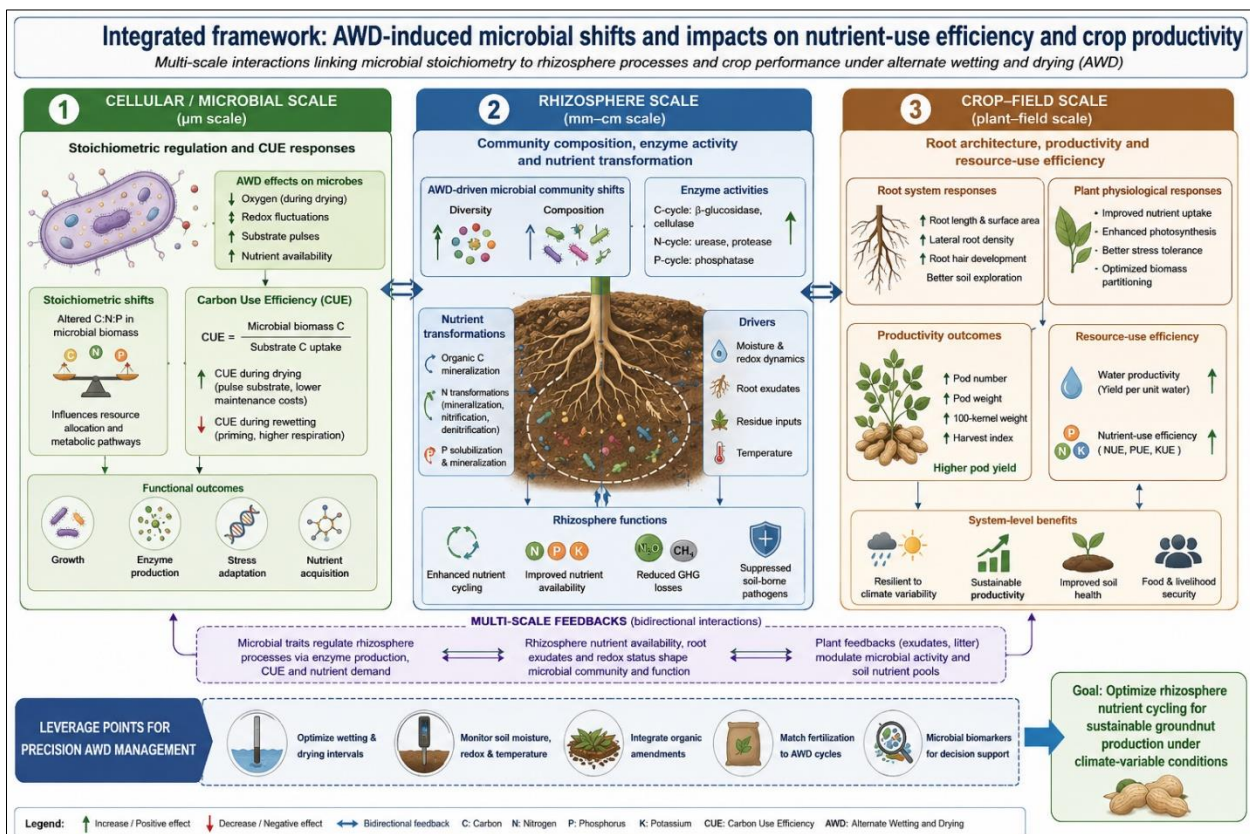 Integrated framework: AWD-induced microbial shifts and impacts on nutrient-use efficiency and crop productivity
Multi-scale interactions linking microbial stoichiometry to rhizosphere processes and crop performance under alternate wetting and drying (AWD)
1
CELLULAR / MICROBIAL SCALE
(µm scale)
Stoichiometric regulation and CUE responses
AWD effects on microbes
Oxygen (during drying)
Redox fluctuations
Substrate pulses
Nutrient availability
Stoichiometric shifts
Altered C:N:P in
microbial biomass
C N P
Influences resource
allocation and
metabolic pathways
Carbon Use Efficiency (CUE)
CUE = Microbial biomass C
Substrate C uptake
CUE during drying
(pulse substrate, lower
maintenance costs)
CUE during rewetting
(priming, higher respiration)
Functional outcomes
Growth
Enzyme
production
Stress
adaptation
Nutrient
acquisition
2
RHIZOSPHERE SCALE
(mm–cm scale)
Community composition, enzyme activity
and nutrient transformation
AWD-driven microbial community shifts
Diversity
Composition
Enzyme activities
C-cycle: β-glucosidase,
cellulase
N-cycle: urease, protease
P-cycle: phosphatase
Nutrient
transformations
Organic C
mineralization
N transformations
(mineralization,
nitrification,
denitrification)
P
P solubilization
& mineralization
Drivers
Moisture &
redox dynamics
Root exudates
Residue inputs
Temperature
Rhizosphere functions
Enhanced nutrient
cycling
N P K
Improved nutrient
availability
N₂O CH₄
Reduced GHG
losses
Suppressed
soil-borne
pathogens
3
CROP–FIELD SCALE
(plant–field scale)
Root architecture, productivity and
resource-use efficiency
Root system responses
Root length & surface area
Lateral root density
Root hair development
Better soil exploration
Plant physiological responses
• Improved nutrient uptake
• Enhanced photosynthesis
• Better stress tolerance
• Optimized biomass
partitioning
Productivity outcomes
Pod number
Pod weight
100-kernel weight
Harvest index
Higher pod yield
Resource-use efficiency
Water productivity
(Yield per unit water)
P
N K
Nutrient-use efficiency
( NUE, PUE, KUE )
System-level benefits
Resilient to
climate variability
Sustainable
productivity
Improved soil
health
Food & livelihood
security
MULTI-SCALE FEEDBACKS (bidirectional interactions)
Microbial traits regulate rhizosphere
processes via enzyme production,
CUE and nutrient demand
Rhizosphere nutrient availability, root
exudates and redox status shape
microbial community and function
Plant feedbacks (exudates, litter)
modulate microbial activity and
soil nutrient pools
LEVERAGE POINTS FOR
PRECISION AWD MANAGEMENT
Optimize wetting &
drying intervals
Monitor soil moisture,
redox & temperature
Integrate organic
amendments
Match fertilization
to AWD cycles
Microbial biomarkers
for decision support
Goal: Optimize rhizosphere
nutrient cycling for
sustainable groundnut
production under
climate-variable conditions
Legend: Increase / Positive effect Decrease / Negative effect Bidirectional feedback C: Carbon N: Nitrogen P: Phosphorus K: Potassium CUE: Carbon Use Efficiency AWD: Alternate Wetting and Drying